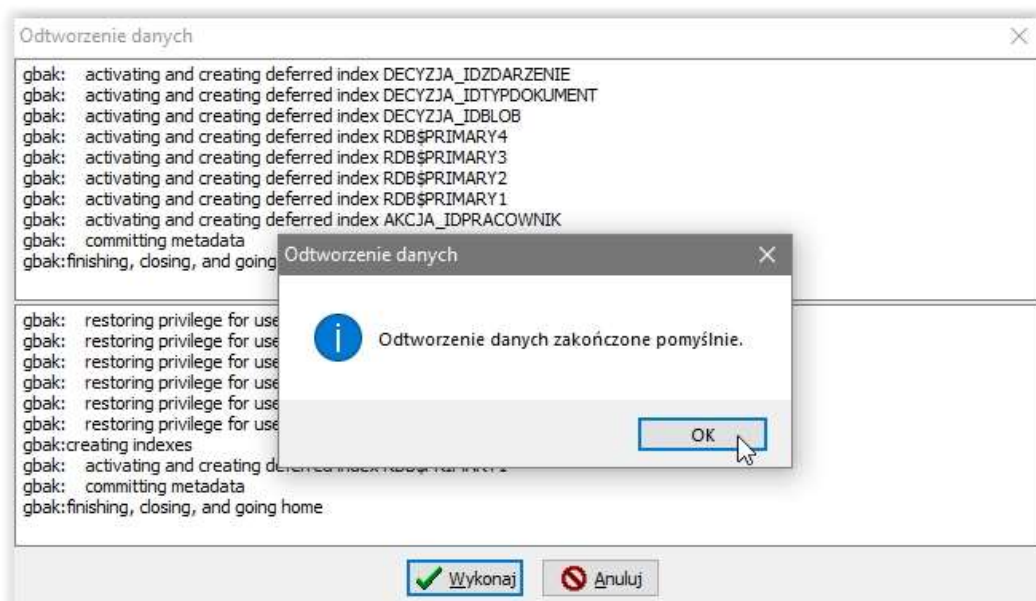 Odtworzenie danych
gbak: activating and creating deferred index DECYZJA_IDZDARZENIE
gbak: activating and creating deferred index DECYZJA_IDTYPDOKUMENT
gbak: activating and creating deferred index DECYZJA_IDBLOB
gbak: activating and creating deferred index RDB$PRIMARY4
gbak: activating and creating deferred index RDB$PRIMARY3
gbak: activating and creating deferred index RDB$PRIMARY2
gbak: activating and creating deferred index RDB$PRIMARY1
gbak: activating and creating deferred index AKCJA_IDPRACOWNIK
gbak: committing metadata
gbak:finishing, closing, and going
Odtworzenie danych
Odtworzenie danych zakończone pomyślnie.
OK
gbak: restoring privilege for use
gbak: restoring privilege for use
gbak: restoring privilege for use
gbak: restoring privilege for use
gbak: restoring privilege for use
gbak: restoring privilege for use
gbak:creating indexes
gbak: activating and creating deferred index RDB$PRIMARY1
gbak: committing metadata
gbak:finishing, closing, and going home
Wykonaj
Anuluj